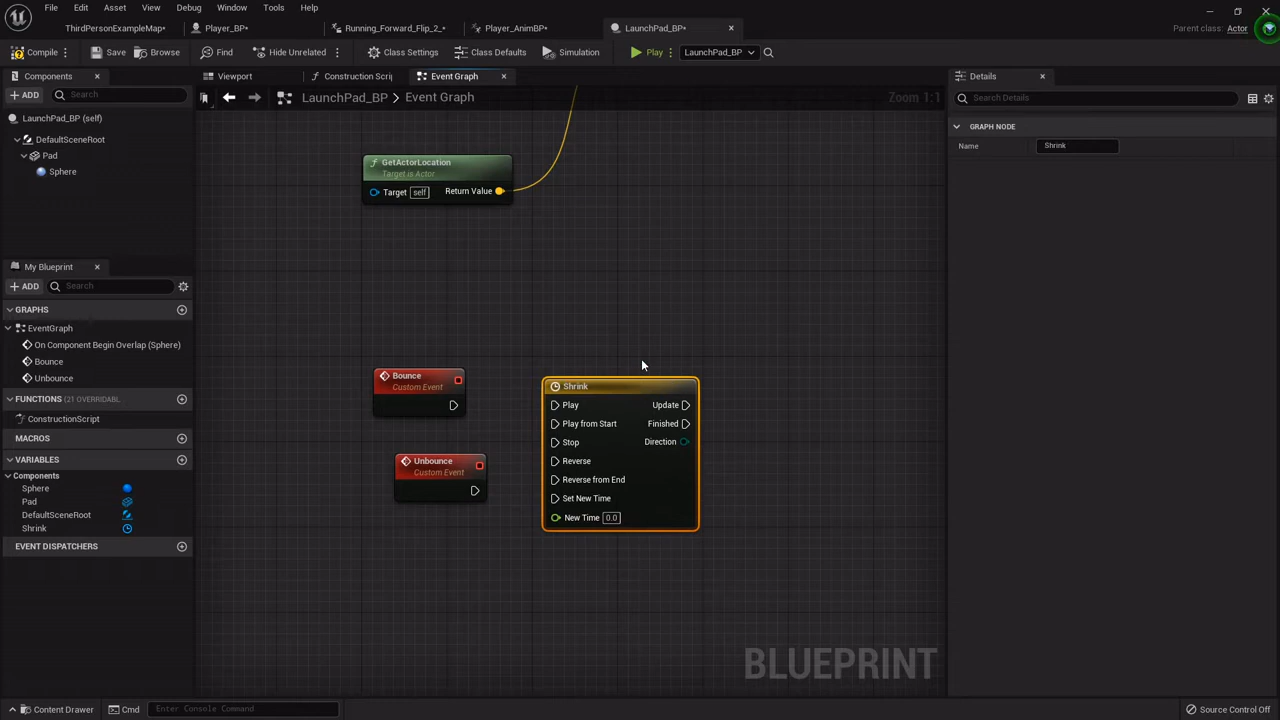 File Edit Asset View Debug Window Tools Help
ThirdPersonExampleMap*
Player_BP*
Running_Forward_Flip_2_*
Player_AnimBP*
LaunchPad_BP*
Parent class: Actor
Compile
Save
Browse
Find
Hide Unrelated
Class Settings
Class Defaults
Simulation
Play
LaunchPad_BP
Components
ADD
Search
LaunchPad_BP (self)
DefaultSceneRoot
Pad
Sphere
My Blueprint
ADD
Search
GRAPHS
EventGraph
On Component Begin Overlap (Sphere)
Bounce
Unbounce
FUNCTIONS (21 OVERRIDABL
ConstructionScript
MACROS
VARIABLES
Components
Sphere
Pad
DefaultSceneRoot
Shrink
EVENT DISPATCHERS
Viewport
Construction Scrip
Event Graph
LaunchPad_BP > Event Graph
Zoom 1:1
GetActorLocation
Target is Actor
Target self
Return Value
Bounce
Custom Event
Unbounce
Custom Event
Shrink
Play
Update
Play from Start
Finished
Stop
Direction
Reverse
Reverse from End
Set New Time
New Time 0.0
BLUEPRINT
Details
Search Details
GRAPH NODE
Name
Shrink
Content Drawer
Cmd
Enter Console Command
Source Control Off